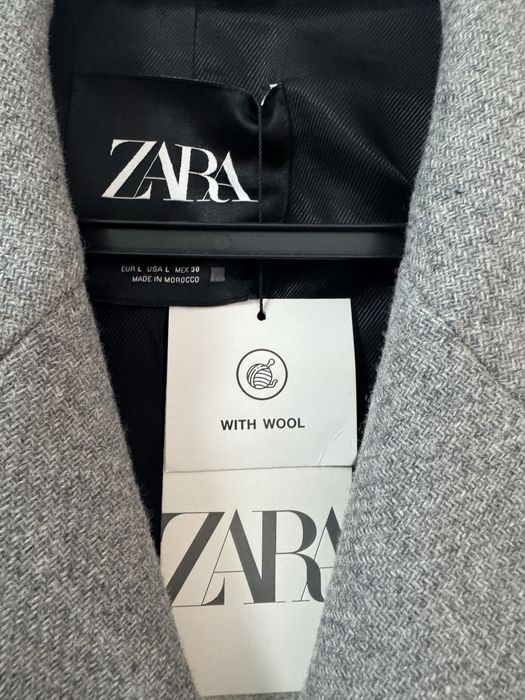 ZARA
EUR L USA L MEX 30
MADE IN MOROCCO
WITH WOOL
ZARA